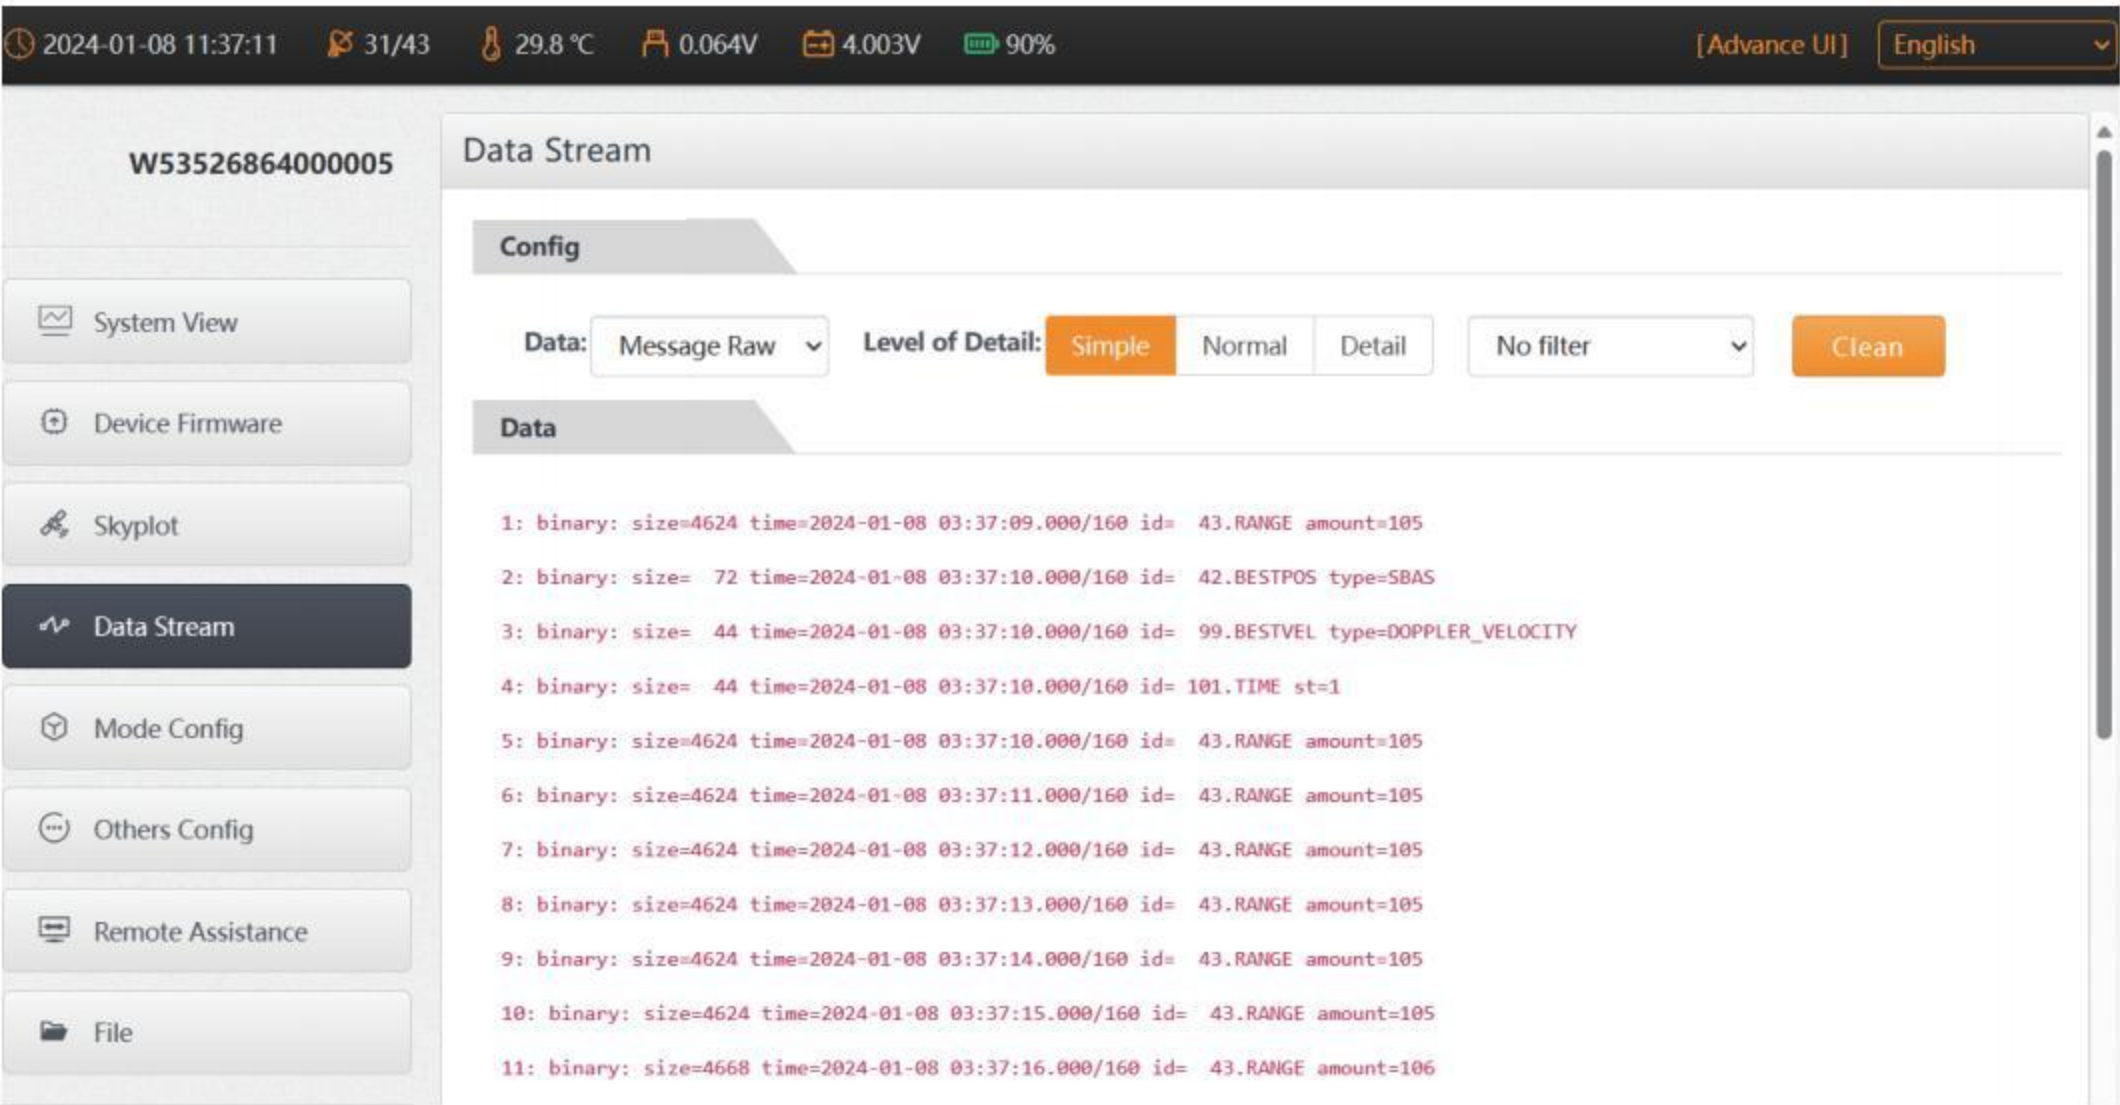 2024-01-08 11:37:11 31/43 29.8 ℃ 0.064V 4.003V 90% [Advance UI] English
W53526864000005
System View
Device Firmware
Skyplot
Data Stream
Mode Config
Others Config
Remote Assistance
File
Data Stream
Config
Data: Message Raw Level of Detail: Simple Normal Detail No filter Clean
Data
1: binary: size=4624 time=2024-01-08 03:37:09.000/160 id=  43.RANGE amount=105
2: binary: size=  72 time=2024-01-08 03:37:10.000/160 id=  42.BESTPOS type=SBAS
3: binary: size=  44 time=2024-01-08 03:37:10.000/160 id=  99.BESTVEL type=DOPPLER_VELOCITY
4: binary: size=  44 time=2024-01-08 03:37:10.000/160 id= 101.TIME st=1
5: binary: size=4624 time=2024-01-08 03:37:10.000/160 id=  43.RANGE amount=105
6: binary: size=4624 time=2024-01-08 03:37:11.000/160 id=  43.RANGE amount=105
7: binary: size=4624 time=2024-01-08 03:37:12.000/160 id=  43.RANGE amount=105
8: binary: size=4624 time=2024-01-08 03:37:13.000/160 id=  43.RANGE amount=105
9: binary: size=4624 time=2024-01-08 03:37:14.000/160 id=  43.RANGE amount=105
10: binary: size=4624 time=2024-01-08 03:37:15.000/160 id=  43.RANGE amount=105
11: binary: size=4668 time=2024-01-08 03:37:16.000/160 id=  43.RANGE amount=106